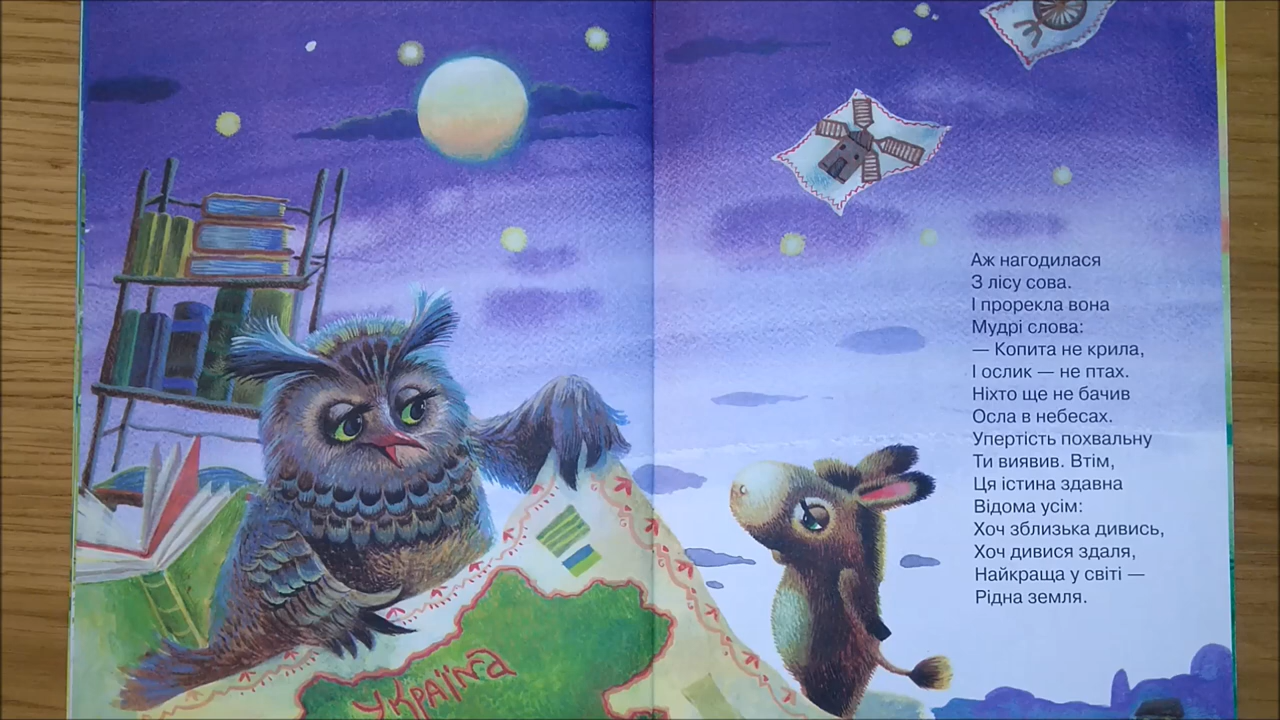 Аж нагодилася
З лісу сова.
І прорекла вона
Мудрі слова:
— Копита не крила,
І ослик — не птах.
Ніхто ще не бачив
Осла в небесах.
Упертість похвальну
Ти виявив. Втім,
Ця істина здавна
Відома усім:
Хоч зблизька дивись,
Хоч дивися здаля,
Найкраща у світі —
Рідна земля.
Україна